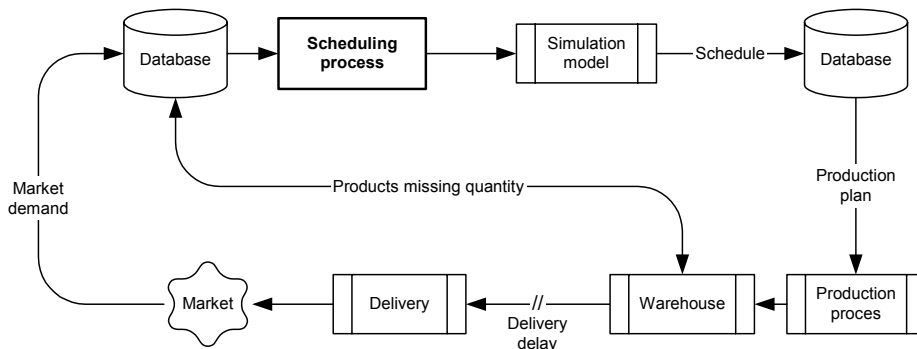 Database
Scheduling
process
Simulation
model
Schedule
Database
Market
demand
Products missing quantity
Production
plan
Market
Delivery
//
Delivery
delay
Warehouse
Production
proces